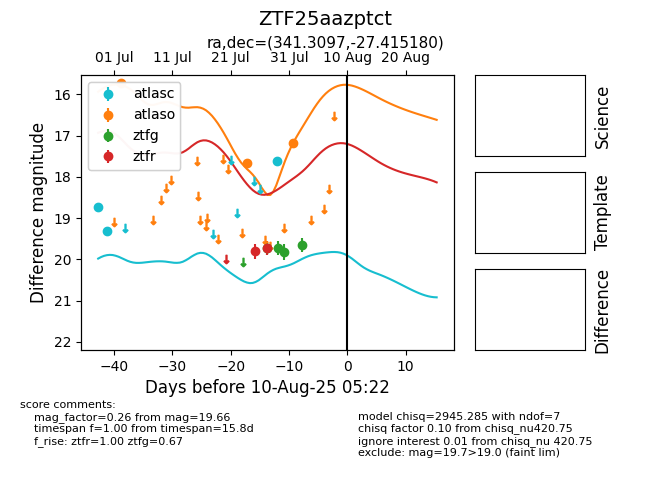 ZTF25aazptct
ra,dec=(341.3097,-27.415180)
01 Jul 11 Jul 21 Jul 31 Jul 10 Aug 20 Aug
atlasc
atlaso
ztfg
ztfr
16
17
18
19
20
21
22
Difference magnitude
−40 −30 −20 −10 0 10
Days before 10-Aug-25 05:22
Science
Template
Difference
score comments:
mag_factor=0.26 from mag=19.66
timespan f=1.00 from timespan=15.8d
f_rise: ztfr=1.00 ztfg=0.67
model chisq=2945.285 with ndof=7
chisq factor 0.10 from chisq_nu420.75
ignore interest 0.01 from chisq_nu 420.75
exclude: mag=19.7>19.0 (faint lim)